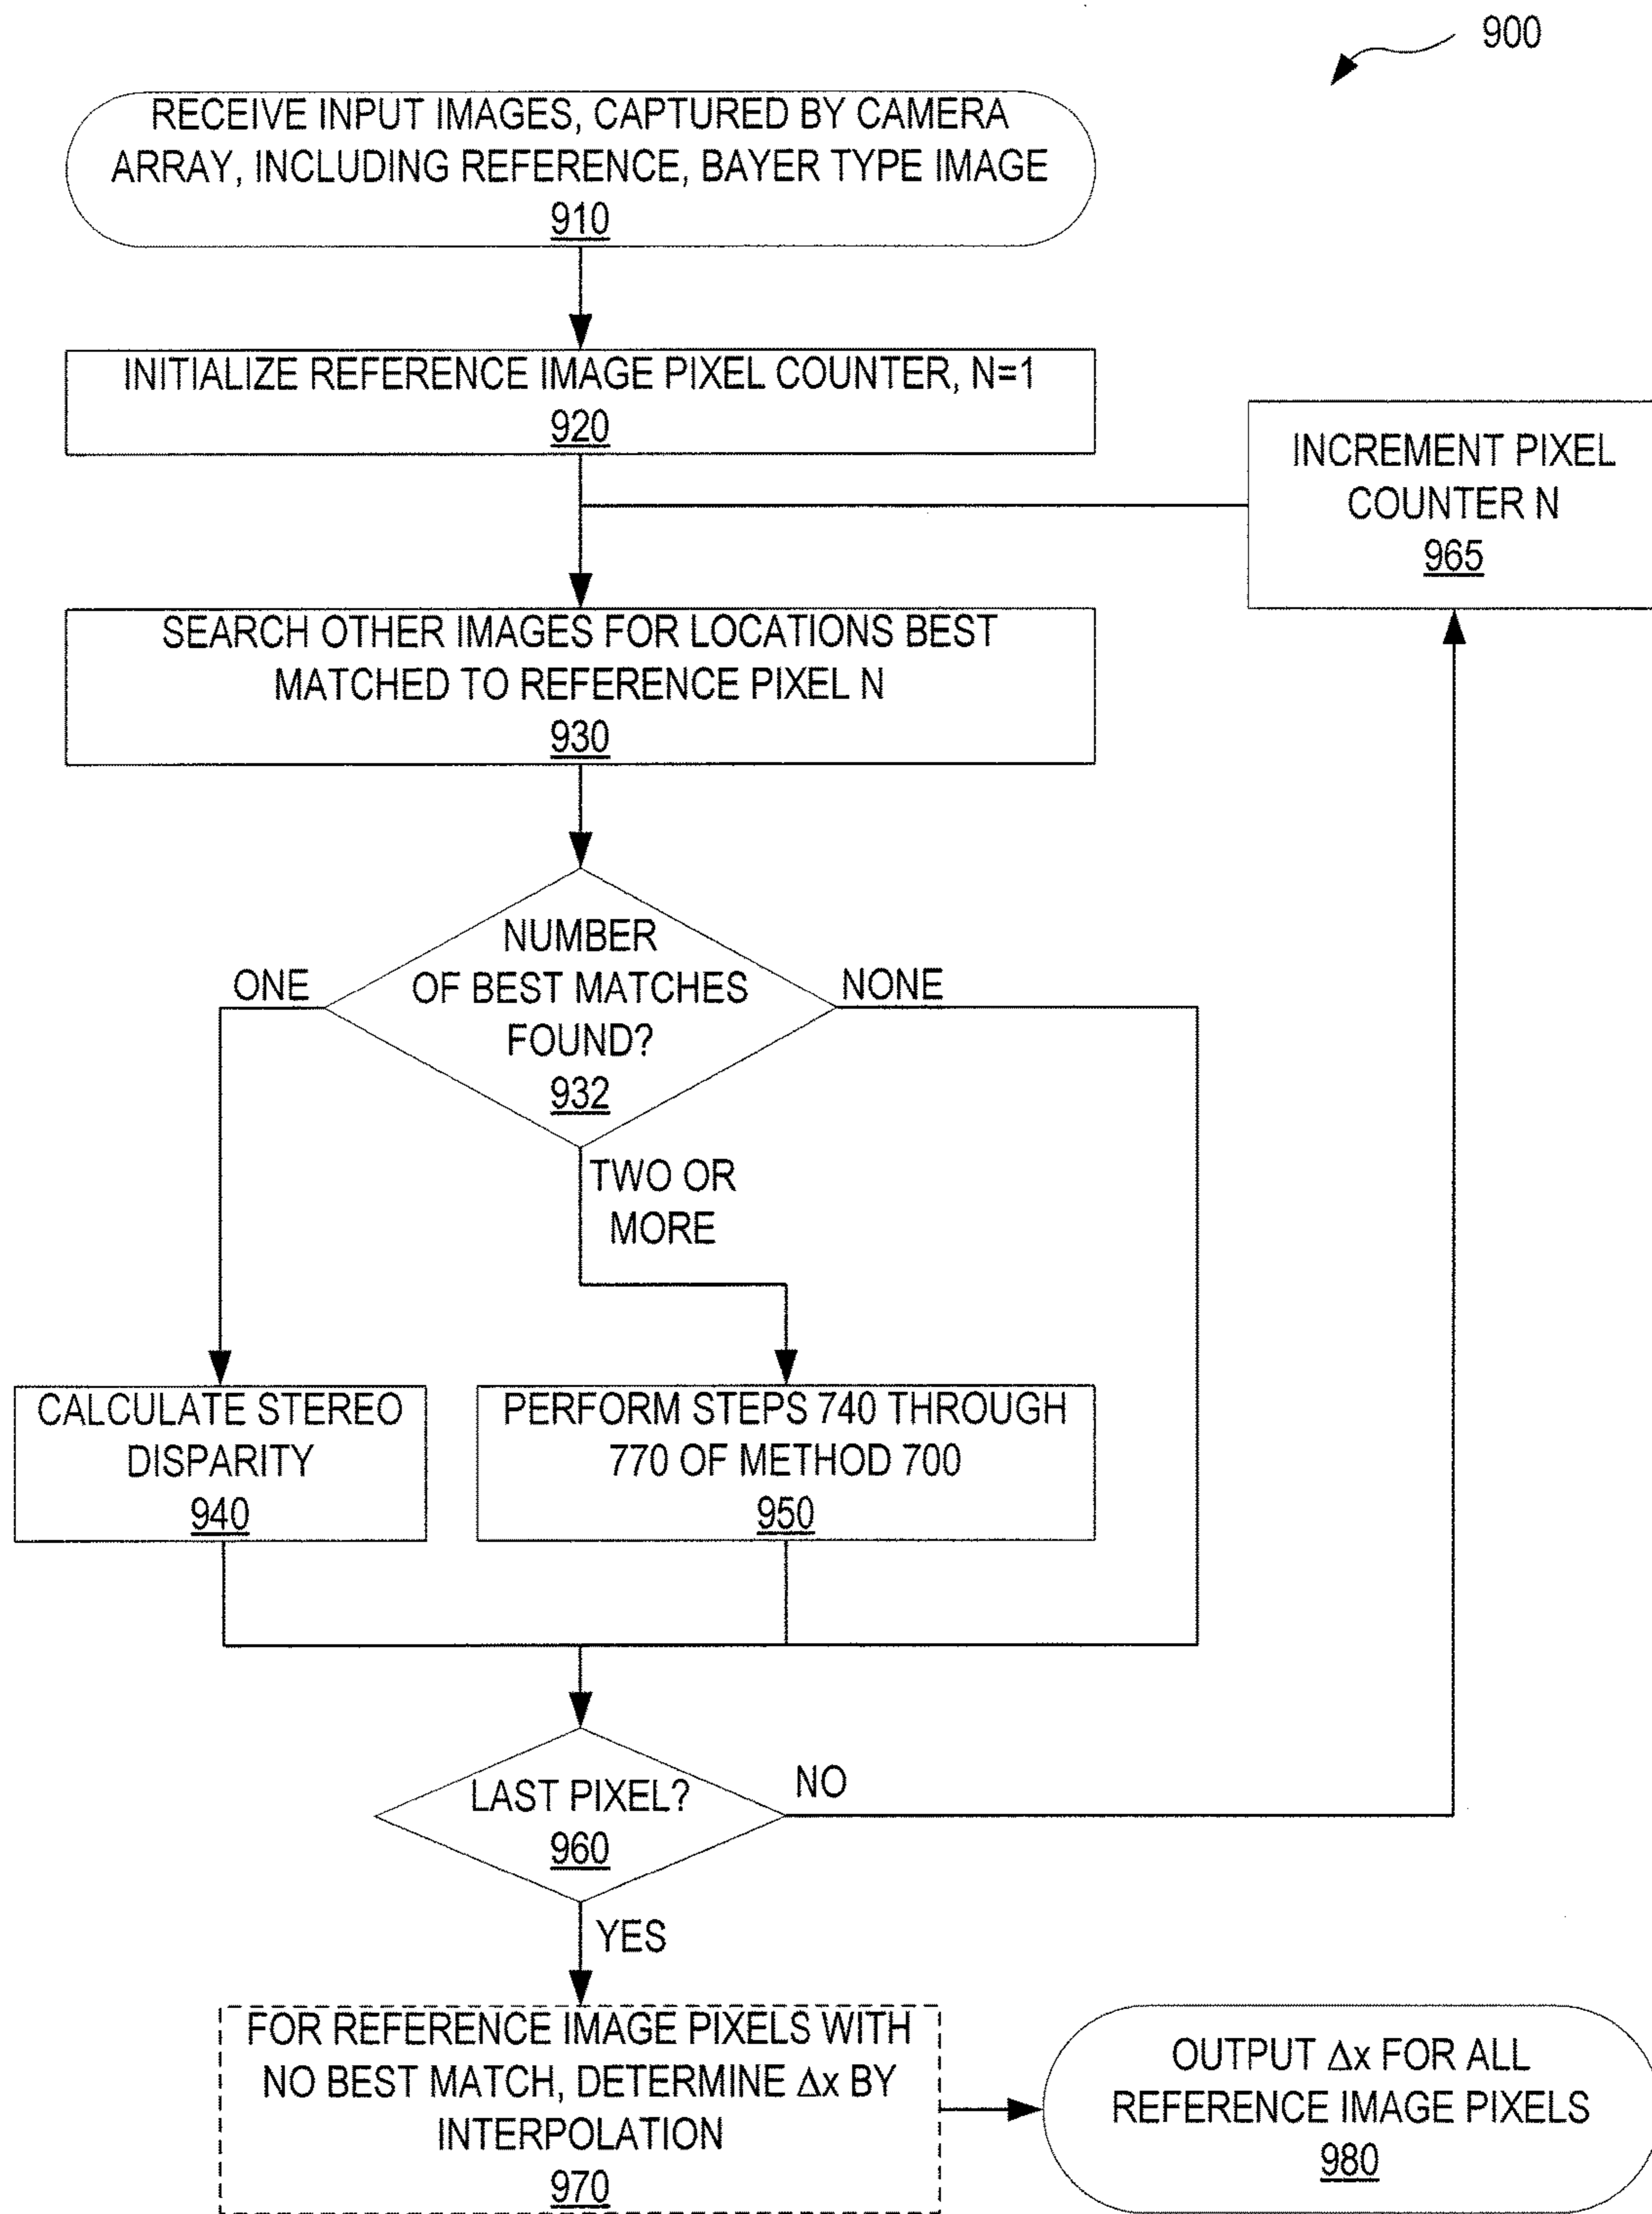 900
RECEIVE INPUT IMAGES, CAPTURED BY CAMERA
ARRAY, INCLUDING REFERENCE, BAYER TYPE IMAGE
910
INITIALIZE REFERENCE IMAGE PIXEL COUNTER, N=1
920
INCREMENT PIXEL
COUNTER N
965
SEARCH OTHER IMAGES FOR LOCATIONS BEST
MATCHED TO REFERENCE PIXEL N
930
NUMBER
OF BEST MATCHES
FOUND?
932
ONE
NONE
TWO OR
MORE
CALCULATE STEREO
DISPARITY
940
PERFORM STEPS 740 THROUGH
770 OF METHOD 700
950
LAST PIXEL?
960
NO
YES
FOR REFERENCE IMAGE PIXELS WITH
NO BEST MATCH, DETERMINE Δx BY
INTERPOLATION
970
OUTPUT Δx FOR ALL
REFERENCE IMAGE PIXELS
980